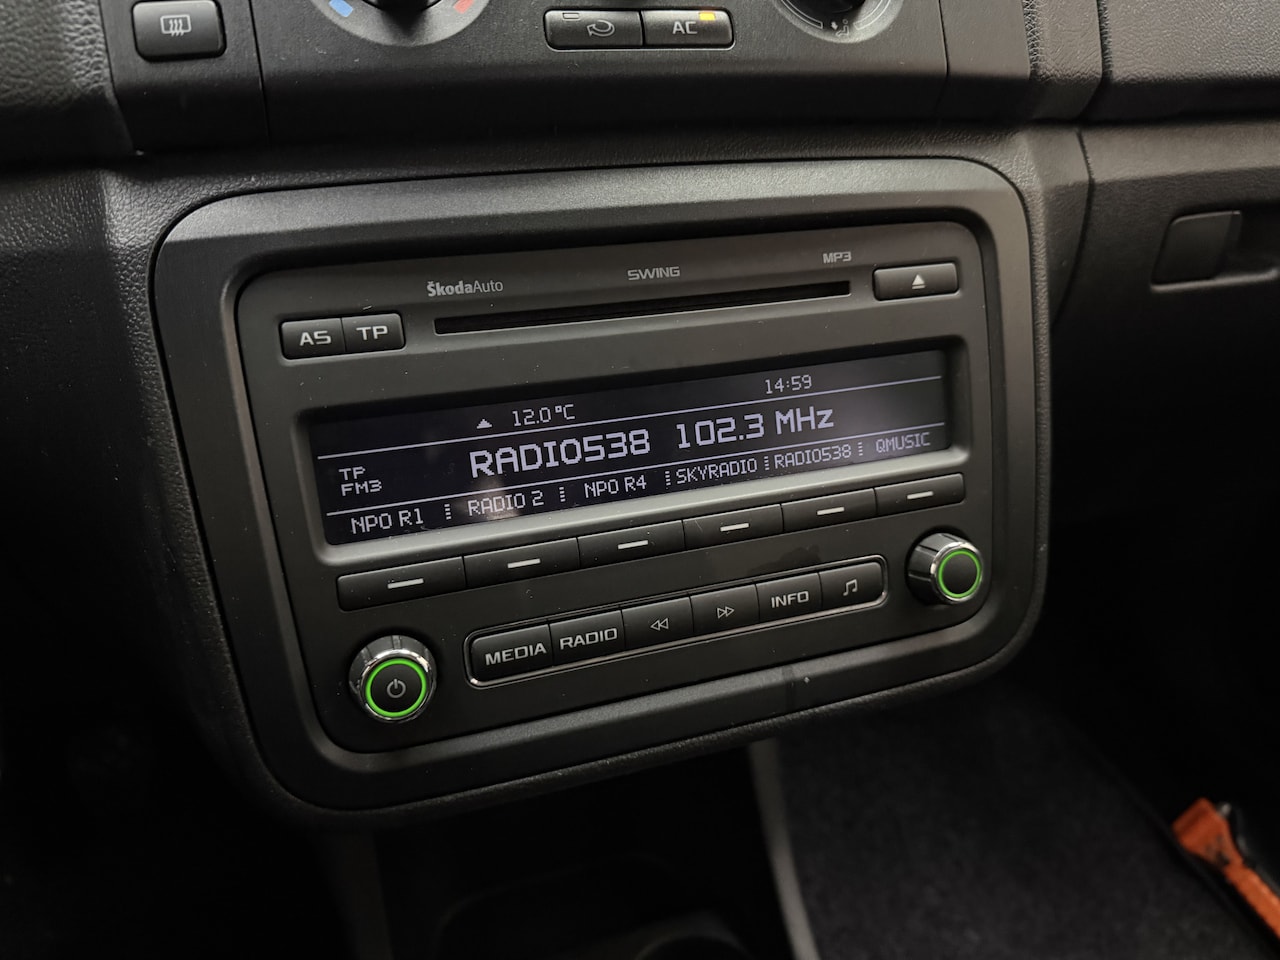 AC
ŠkodaAuto SWING MP3
AS TP
12.0°C 14:59
TP
FM3
RADIO538 102.3 MHz
NPO R1 RADIO 2 NPO R4 SKYRADIO RADIO538 QMUSIC
MEDIA RADIO INFO